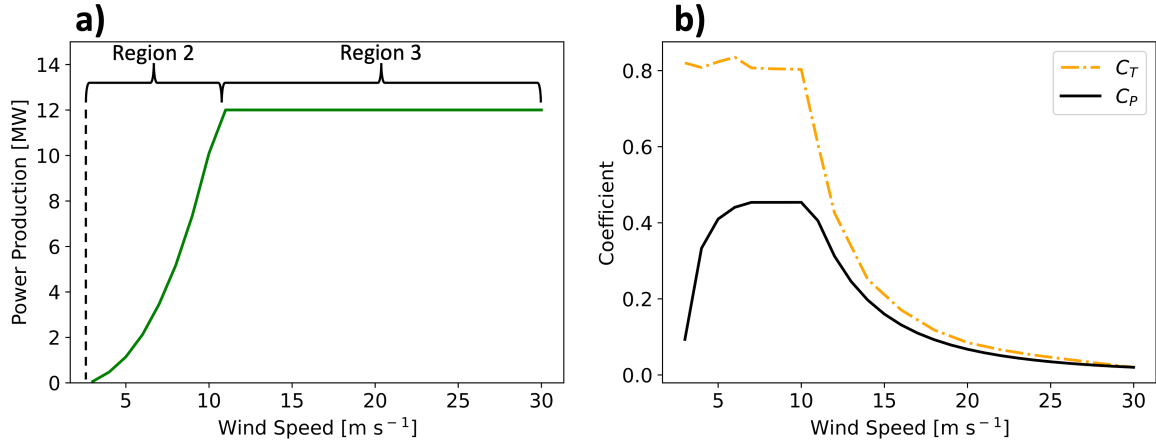 a)
Region 2
Region 3
Power Production [MW]
14
12
10
8
6
4
2
0
5
10
15
20
25
30
Wind Speed [m s⁻¹]
b)
Coefficient
0.8
0.6
0.4
0.2
0.0
5
10
15
20
25
30
Wind Speed [m s⁻¹]
C_T
C_P